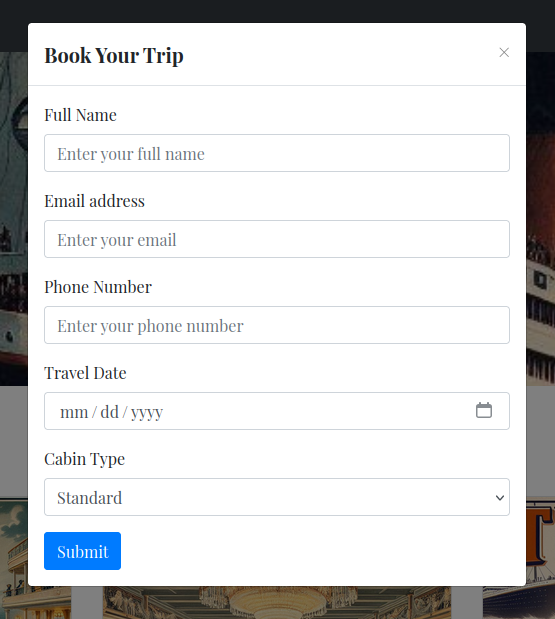 Book Your Trip
×
Full Name
Enter your full name
Email address
Enter your email
Phone Number
Enter your phone number
Travel Date
mm / dd / yyyy
Cabin Type
Standard
Submit
T